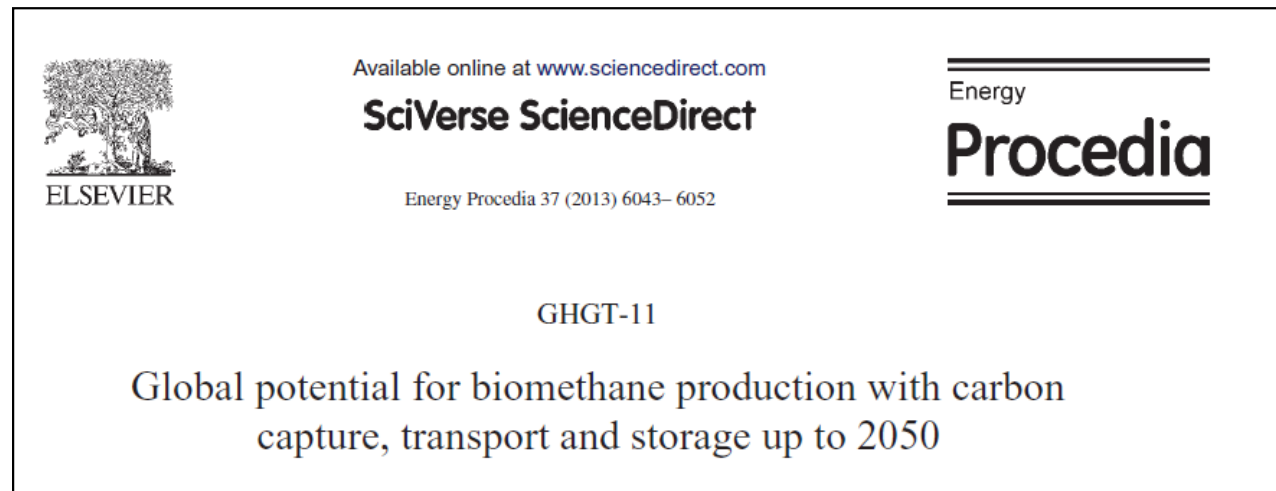 ELSEVIER
Available online at www.sciencedirect.com
SciVerse ScienceDirect
Energy Procedia 37 (2013) 6043– 6052
Energy
Procedia
GHGT-11
Global potential for biomethane production with carbon
capture, transport and storage up to 2050